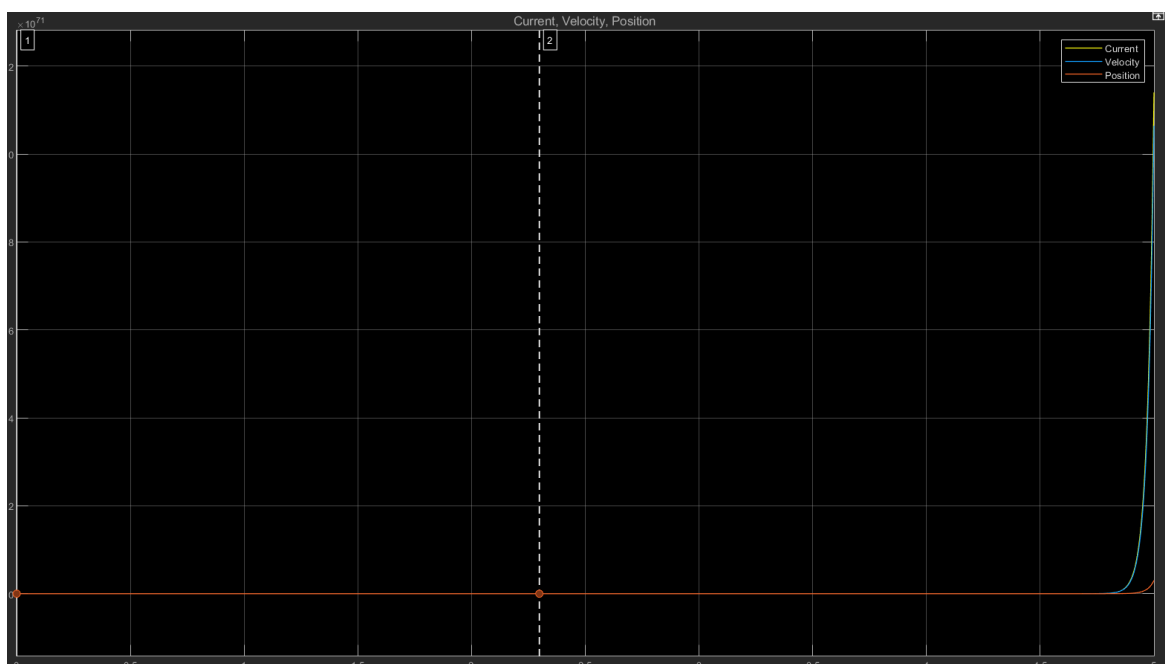 ×10^71
Current, Velocity, Position
1
2
Current
Velocity
Position
2
0
8
6
4
2
0